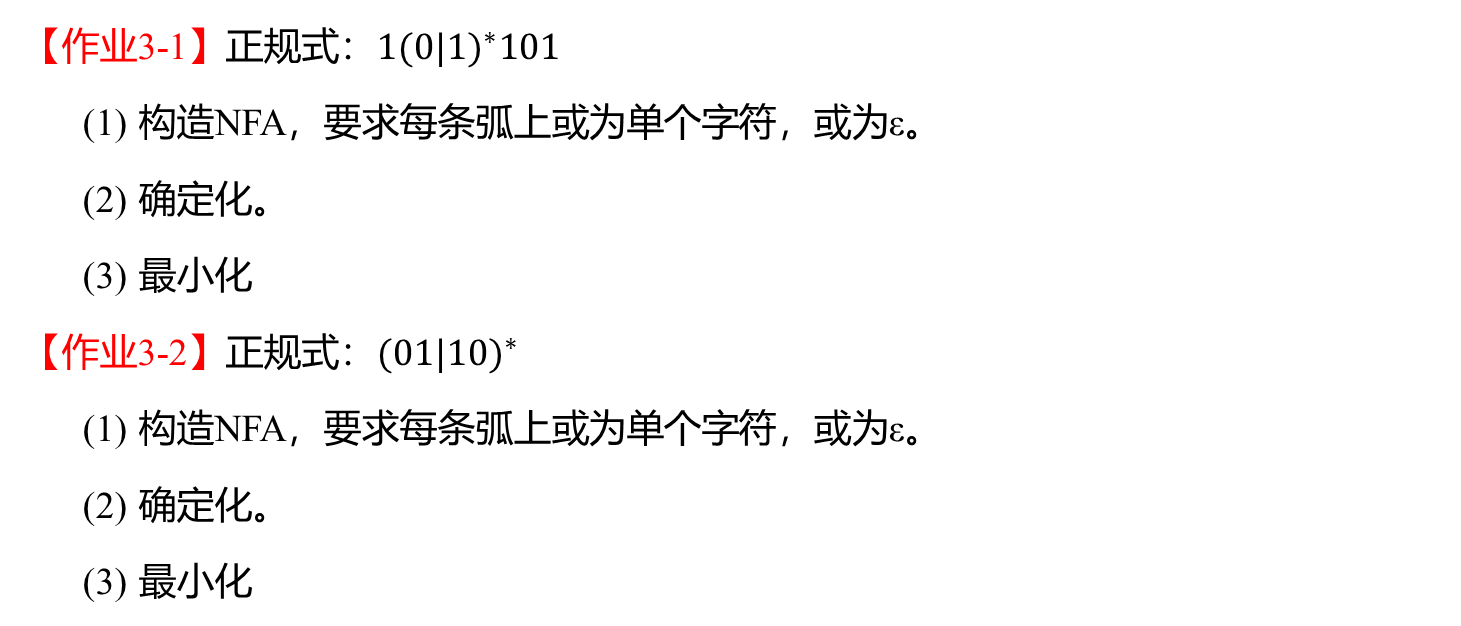 【作业3-1】正规式：1(0|1)*101
(1) 构造NFA，要求每条弧上或为单个字符，或为ε。
(2) 确定化。
(3) 最小化
【作业3-2】正规式：(01|10)*
(1) 构造NFA，要求每条弧上或为单个字符，或为ε。
(2) 确定化。
(3) 最小化